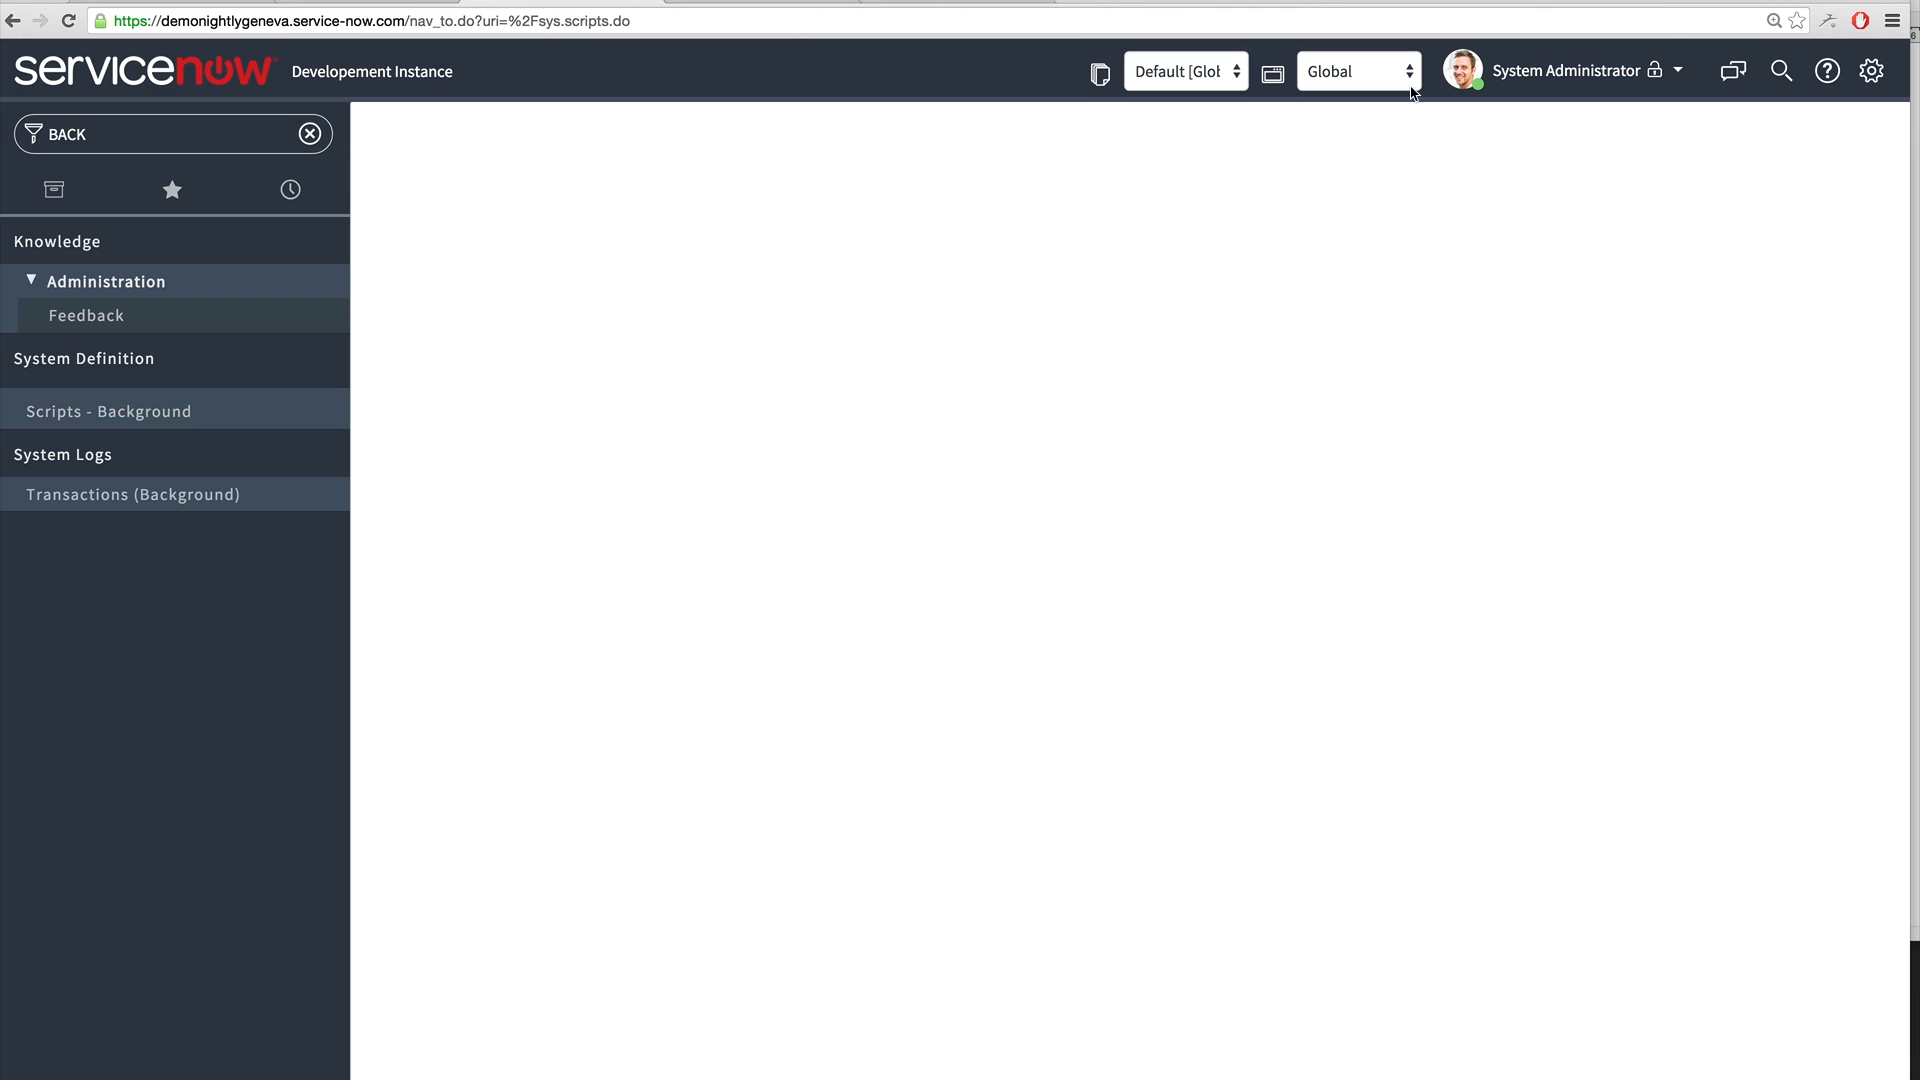 https://demonightlygeneva.service-now.com/nav_to.do?uri=%2Fsys.scripts.do
servicenow Developement Instance
Default [Glob
Global
System Administrator
BACK
Knowledge
Administration
Feedback
System Definition
Scripts - Background
System Logs
Transactions (Background)